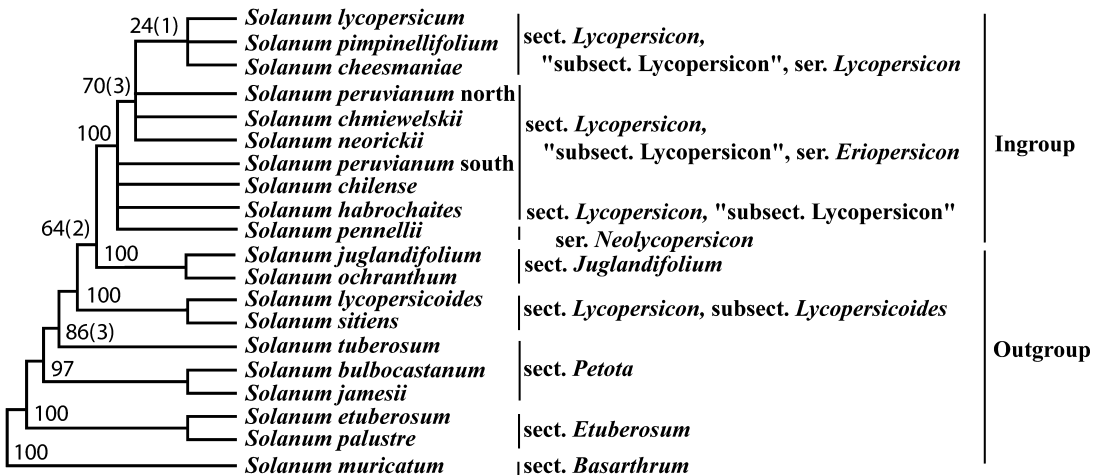 24(1)
Solanum lycopersicum
Solanum pimpinellifolium
Solanum cheesmaniae
sect. Lycopersicon,
"subsect. Lycopersicon", ser. Lycopersicon
70(3)
Solanum peruvianum north
Solanum chmiewelskii
Solanum neorickii
100
Solanum peruvianum south
Solanum chilense
Solanum habrochaites
sect. Lycopersicon,
"subsect. Lycopersicon", ser. Eriopersicon
Solanum pennellii
sect. Lycopersicon, "subsect. Lycopersicon"
ser. Neolycopersicon
Ingroup
64(2)
100
Solanum juglandifolium
Solanum ochranthum
sect. Juglandifolium
100
Solanum lycopersicoides
Solanum sitiens
sect. Lycopersicon, subsect. Lycopersicoides
86(3)
Solanum tuberosum
97
Solanum bulbocastanum
Solanum jamesii
sect. Petota
100
Solanum etuberosum
Solanum palustre
sect. Etuberosum
100
Solanum muricatum
sect. Basarthrum
Outgroup